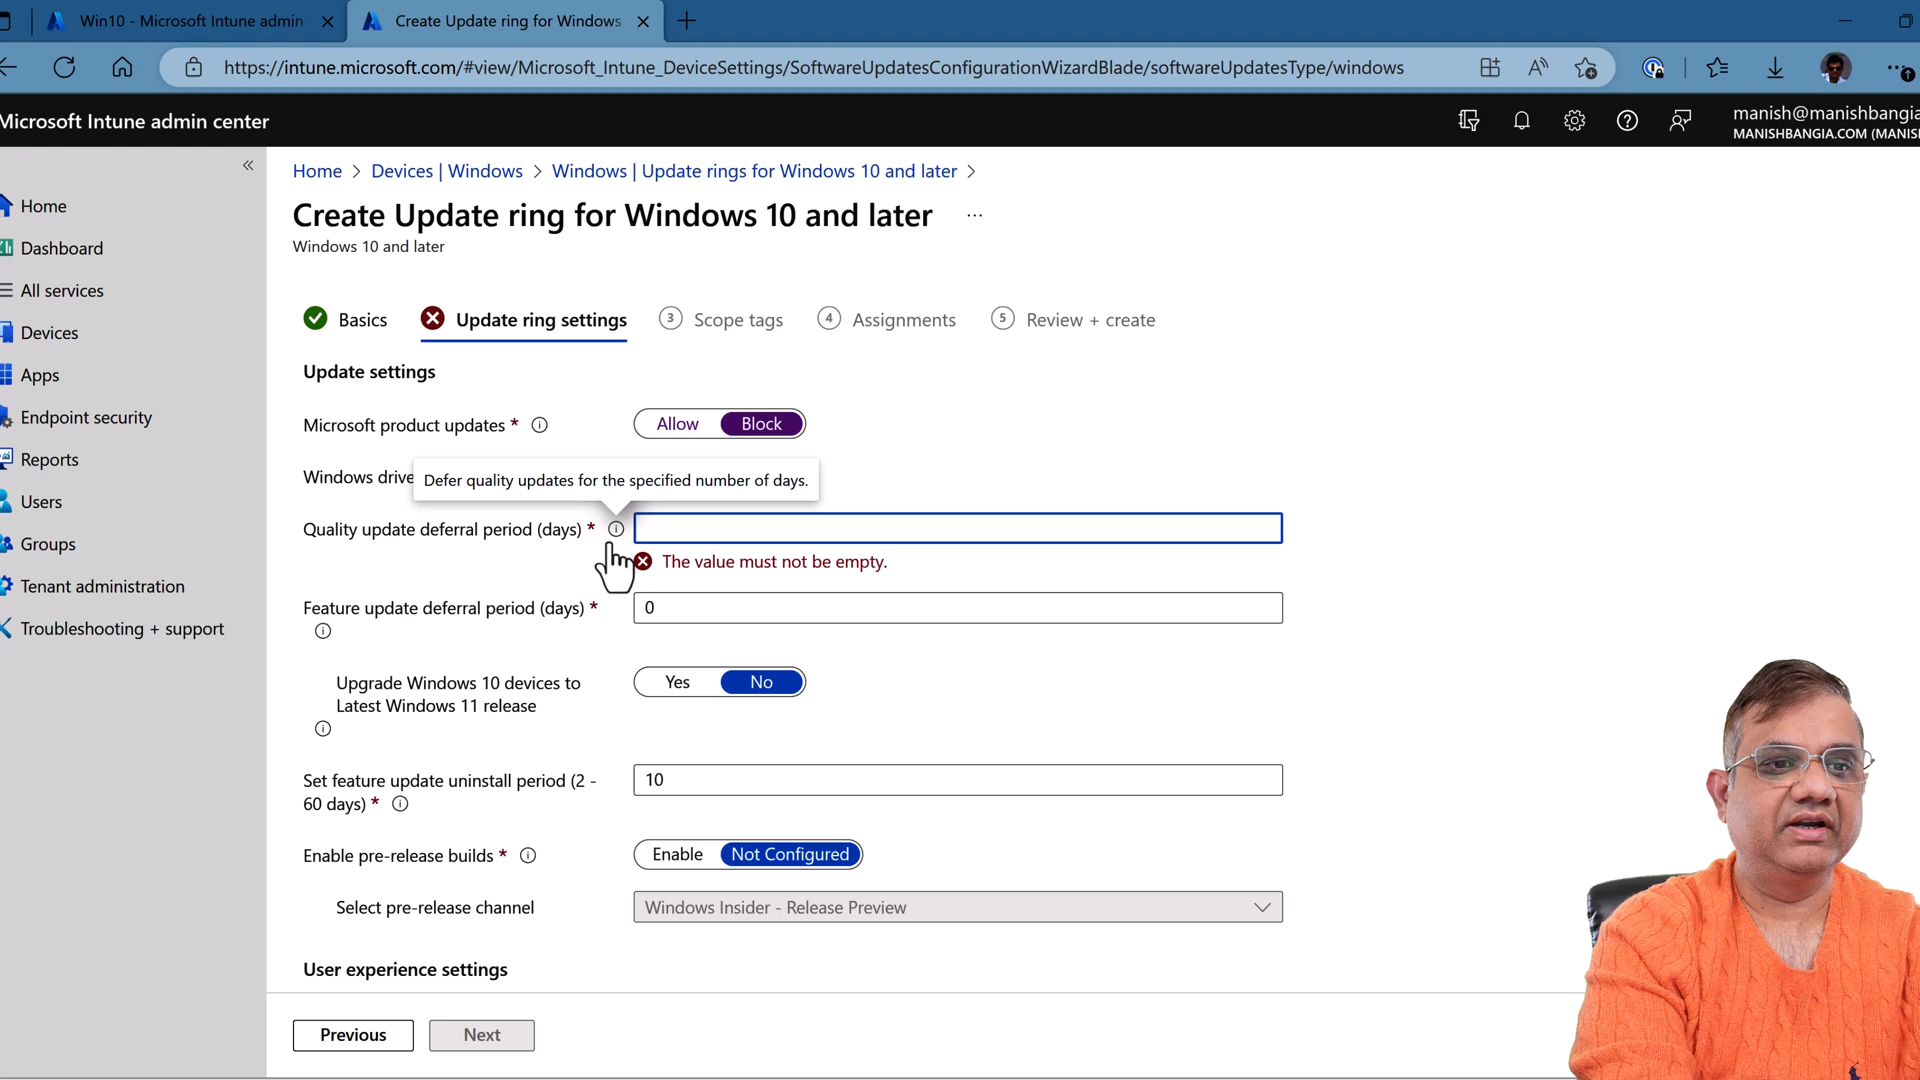 Win10 - Microsoft Intune admin
Create Update ring for Windows
https://intune.microsoft.com/#view/Microsoft_Intune_DeviceSettings/SoftwareUpdatesConfigurationWizardBlade/softwareUpdatesType/windows
Microsoft Intune admin center
manish@manishbangia
MANISHBANGIA.COM (MANIS
Home
Dashboard
All services
Devices
Apps
Endpoint security
Reports
Users
Groups
Tenant administration
Troubleshooting + support
Home > Devices | Windows > Windows | Update rings for Windows 10 and later >
Create Update ring for Windows 10 and later ...
Windows 10 and later
Basics
Update ring settings
3 Scope tags
4 Assignments
5 Review + create
Update settings
Microsoft product updates *
Allow Block
Windows drive
Defer quality updates for the specified number of days.
Quality update deferral period (days) *
The value must not be empty.
Feature update deferral period (days) *
0
Upgrade Windows 10 devices to
Latest Windows 11 release
Yes No
Set feature update uninstall period (2 -
60 days) *
10
Enable pre-release builds *
Enable Not Configured
Select pre-release channel
Windows Insider - Release Preview
User experience settings
Previous Next